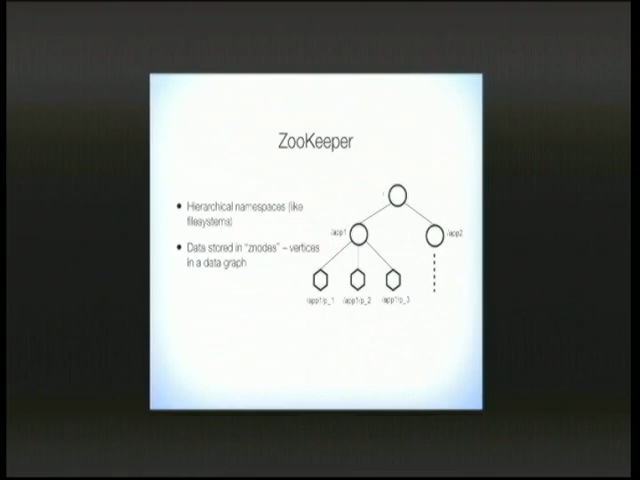 ZooKeeper
• Hierarchical namespaces (like
filesystems)
• Data stored in "znodes" – vertices
in a data graph
/
/app1
/app2
/app1/p_1
/app1/p_2
/app1/p_3